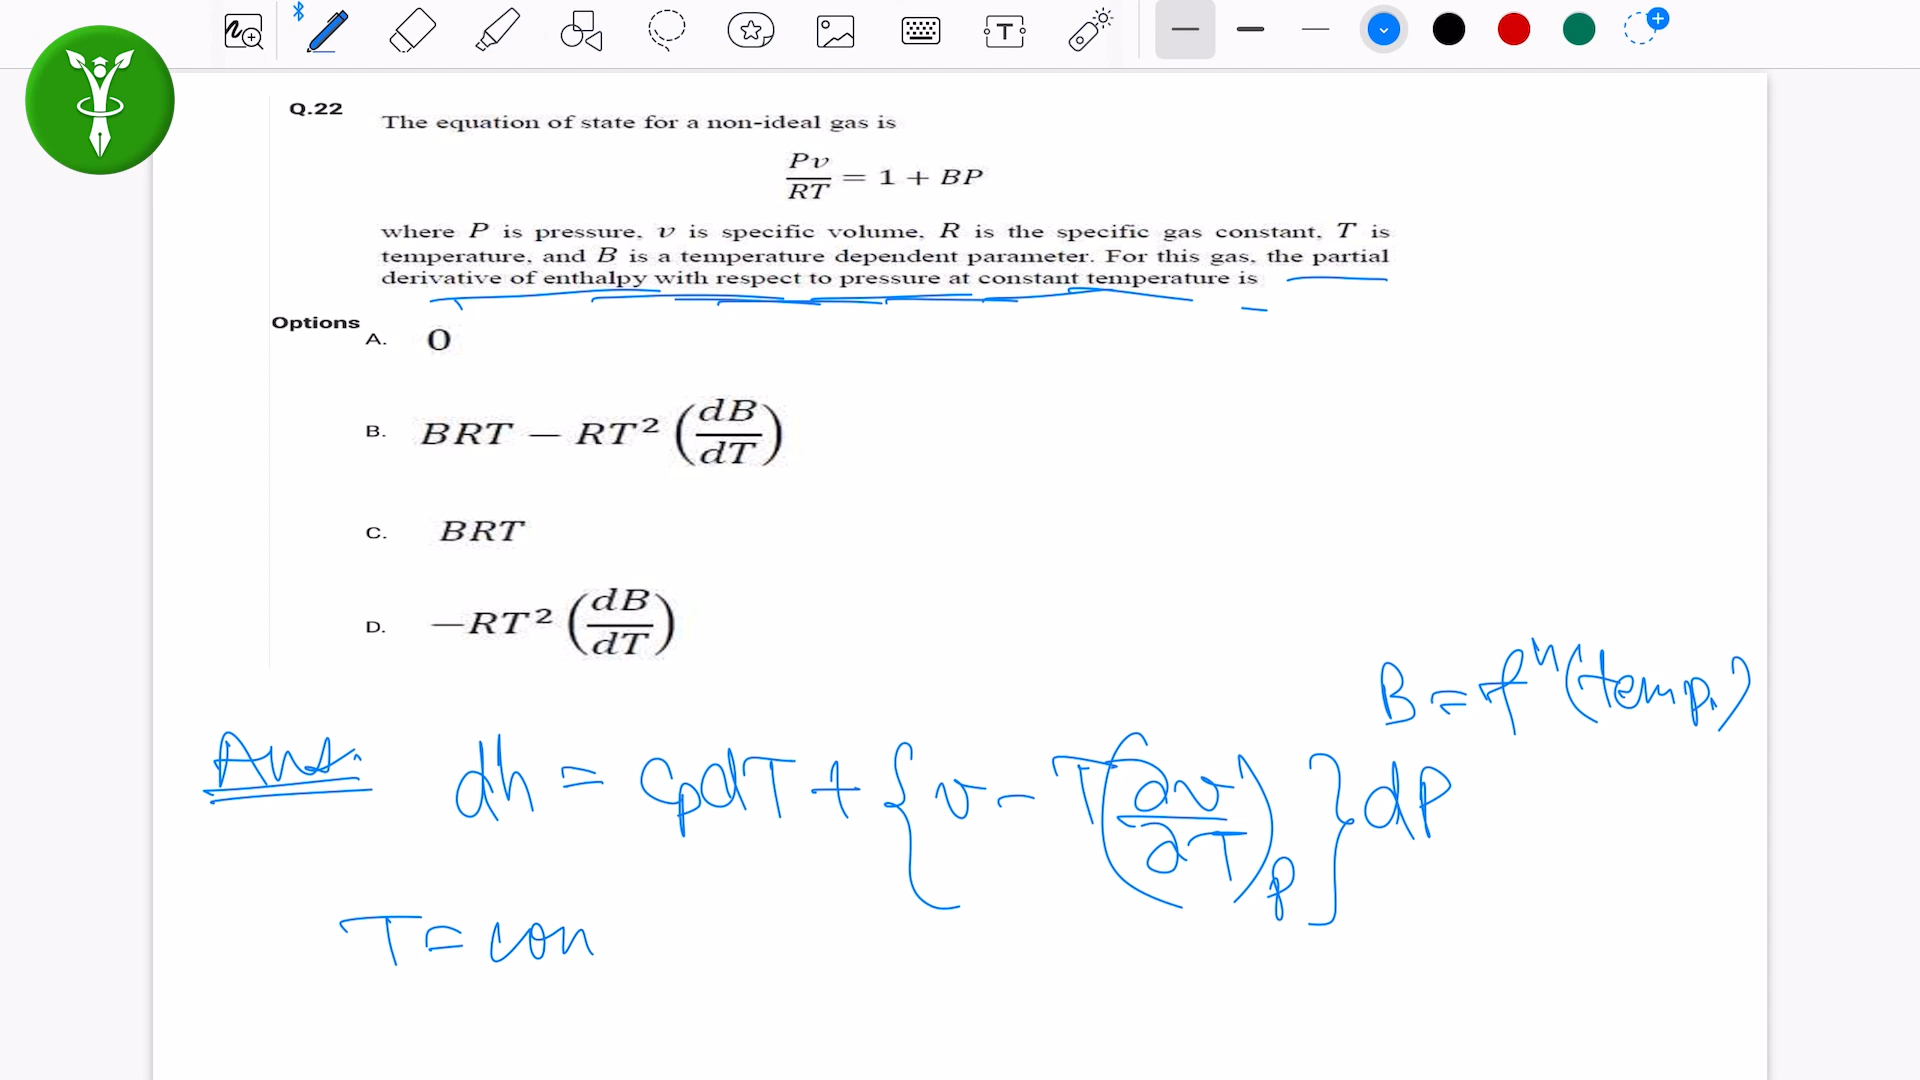 Q.22
The equation of state for a non-ideal gas is
Pv/RT = 1 + BP
where P is pressure, v is specific volume, R is the specific gas constant, T is
temperature, and B is a temperature dependent parameter. For this gas, the partial
derivative of enthalpy with respect to pressure at constant temperature is
Options
A. 0
B. BRT − RT² (dB/dT)
C. BRT
D. −RT² (dB/dT)
B = fⁿ(temp.)
Ans. dh = CpdT + {v − T(∂v/∂T)p}dP
T = con